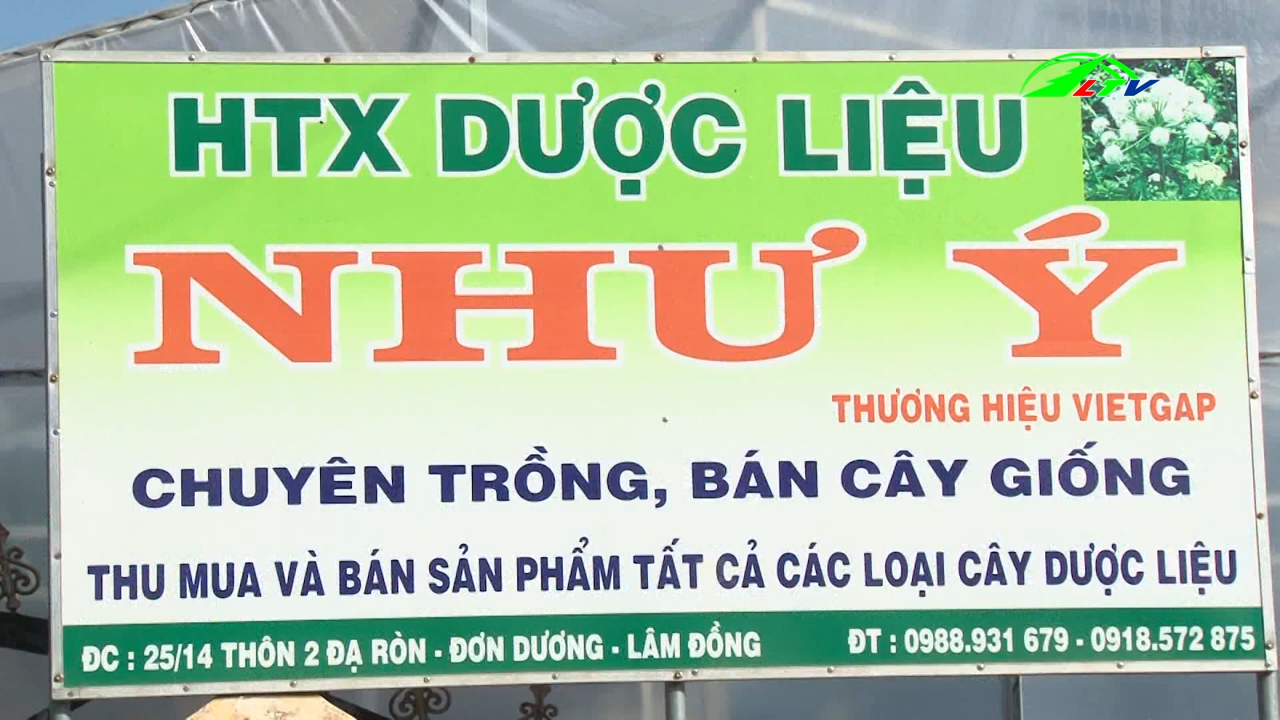 LTV
HTX DƯỢC LIỆU
NHƯ Ý
THƯƠNG HIỆU VIETGAP
CHUYÊN TRỒNG, BÁN CÂY GIỐNG
THU MUA VÀ BÁN SẢN PHẨM TẤT CẢ CÁC LOẠI CÂY DƯỢC LIỆU
ĐC : 25/14 THÔN 2 ĐẠ RÒN - ĐƠN DƯƠNG - LÂM ĐỒNG ĐT : 0988.931 679 - 0918.572 875